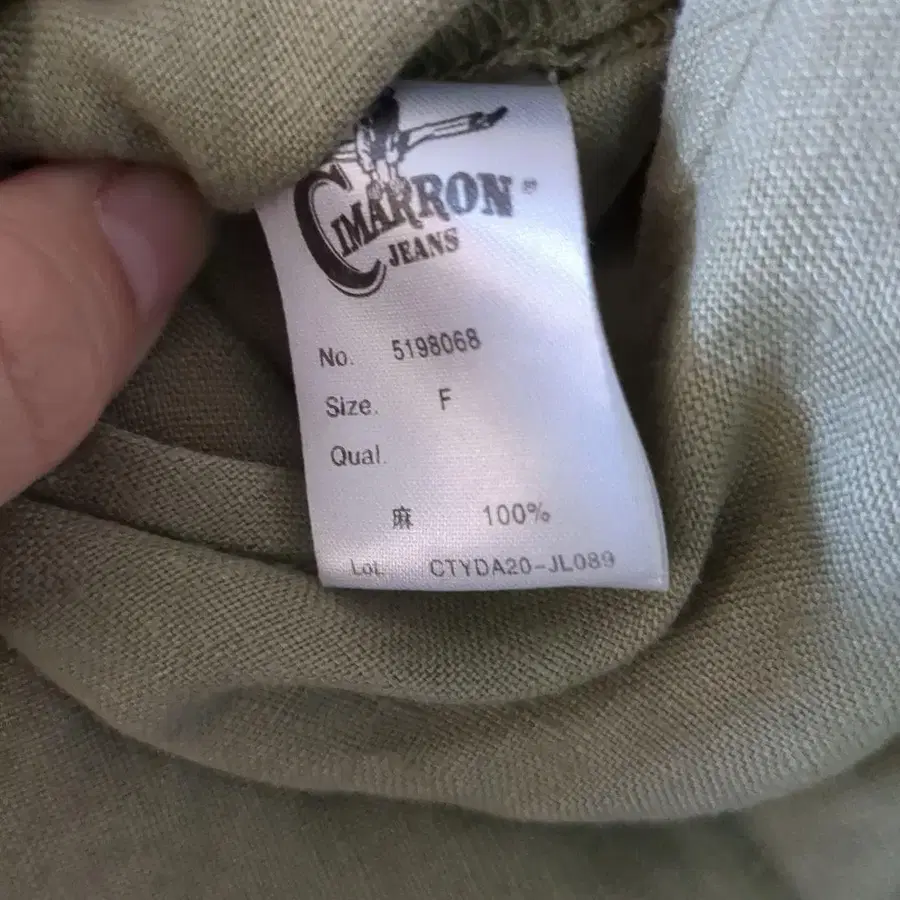 CIMARRON
JEANS
No. 5198068
Size. F
Qual.
麻 100%
Lot. CTYDA20-JL089